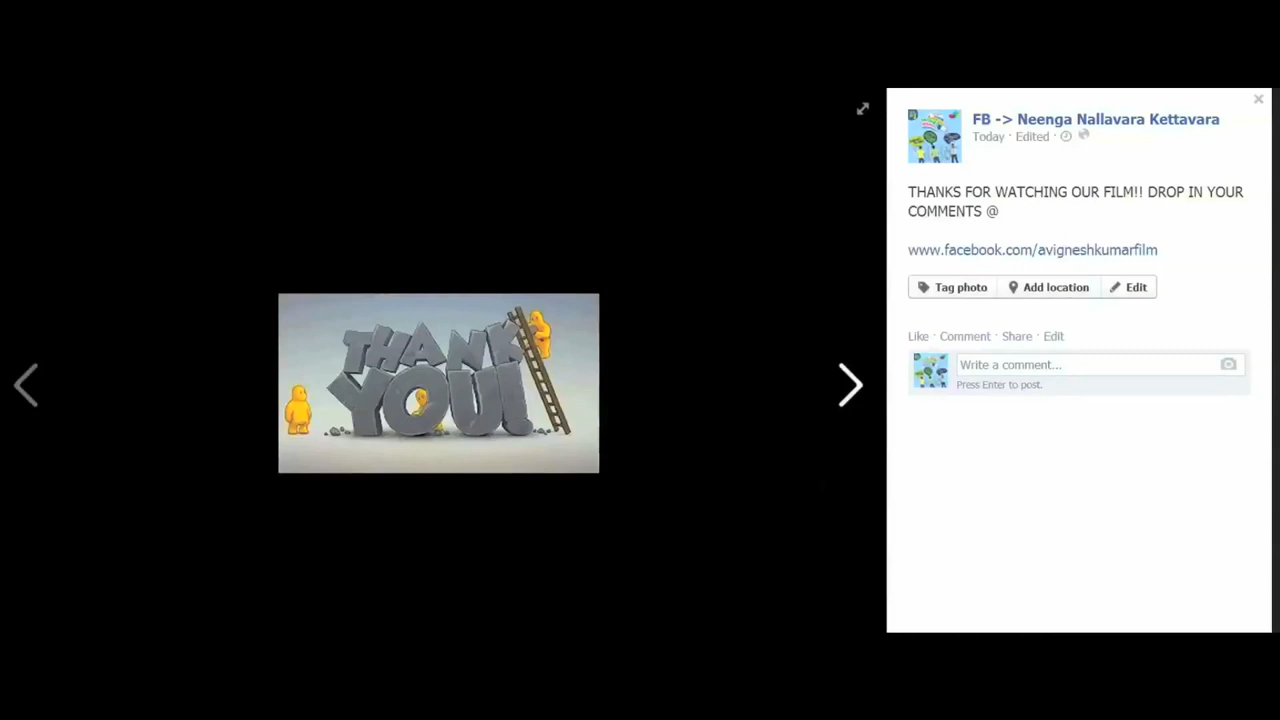 THANK
YOU!
FB -> Neenga Nallavara Kettavara
Today · Edited ·
THANKS FOR WATCHING OUR FILM!! DROP IN YOUR
COMMENTS @
www.facebook.com/avigneshkumarfilm
Tag photo Add location Edit
Like · Comment · Share · Edit
Write a comment...
Press Enter to post.